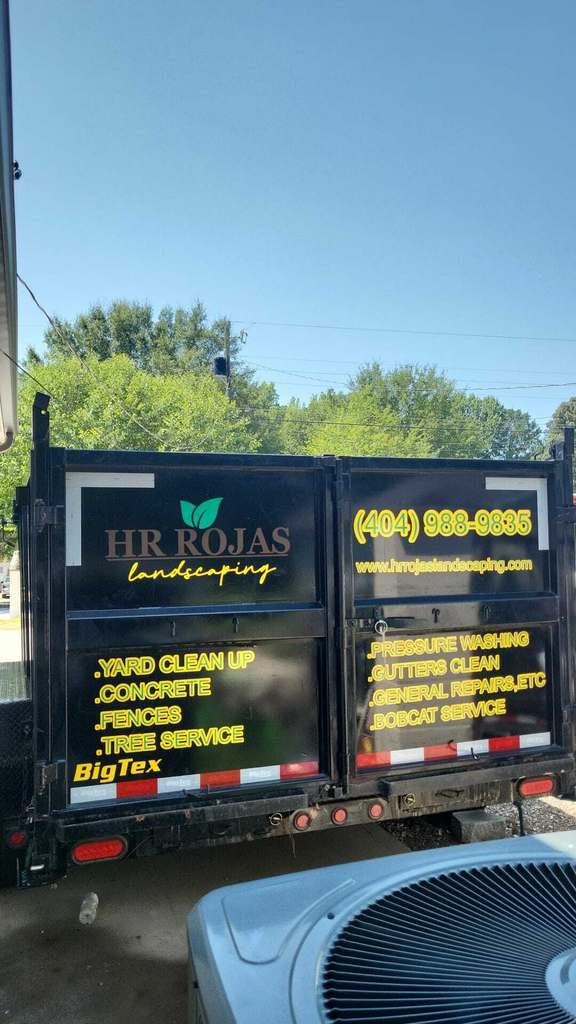 HR ROJAS
landscaping
(404) 988-9835
www.hrrojaslandscaping.com
.YARD CLEAN UP
.CONCRETE
.FENCES
.TREE SERVICE
BigTex
.PRESSURE WASHING
.GUTTERS CLEAN
.GENERAL REPAIRS,ETC
.BOBCAT SERVICE